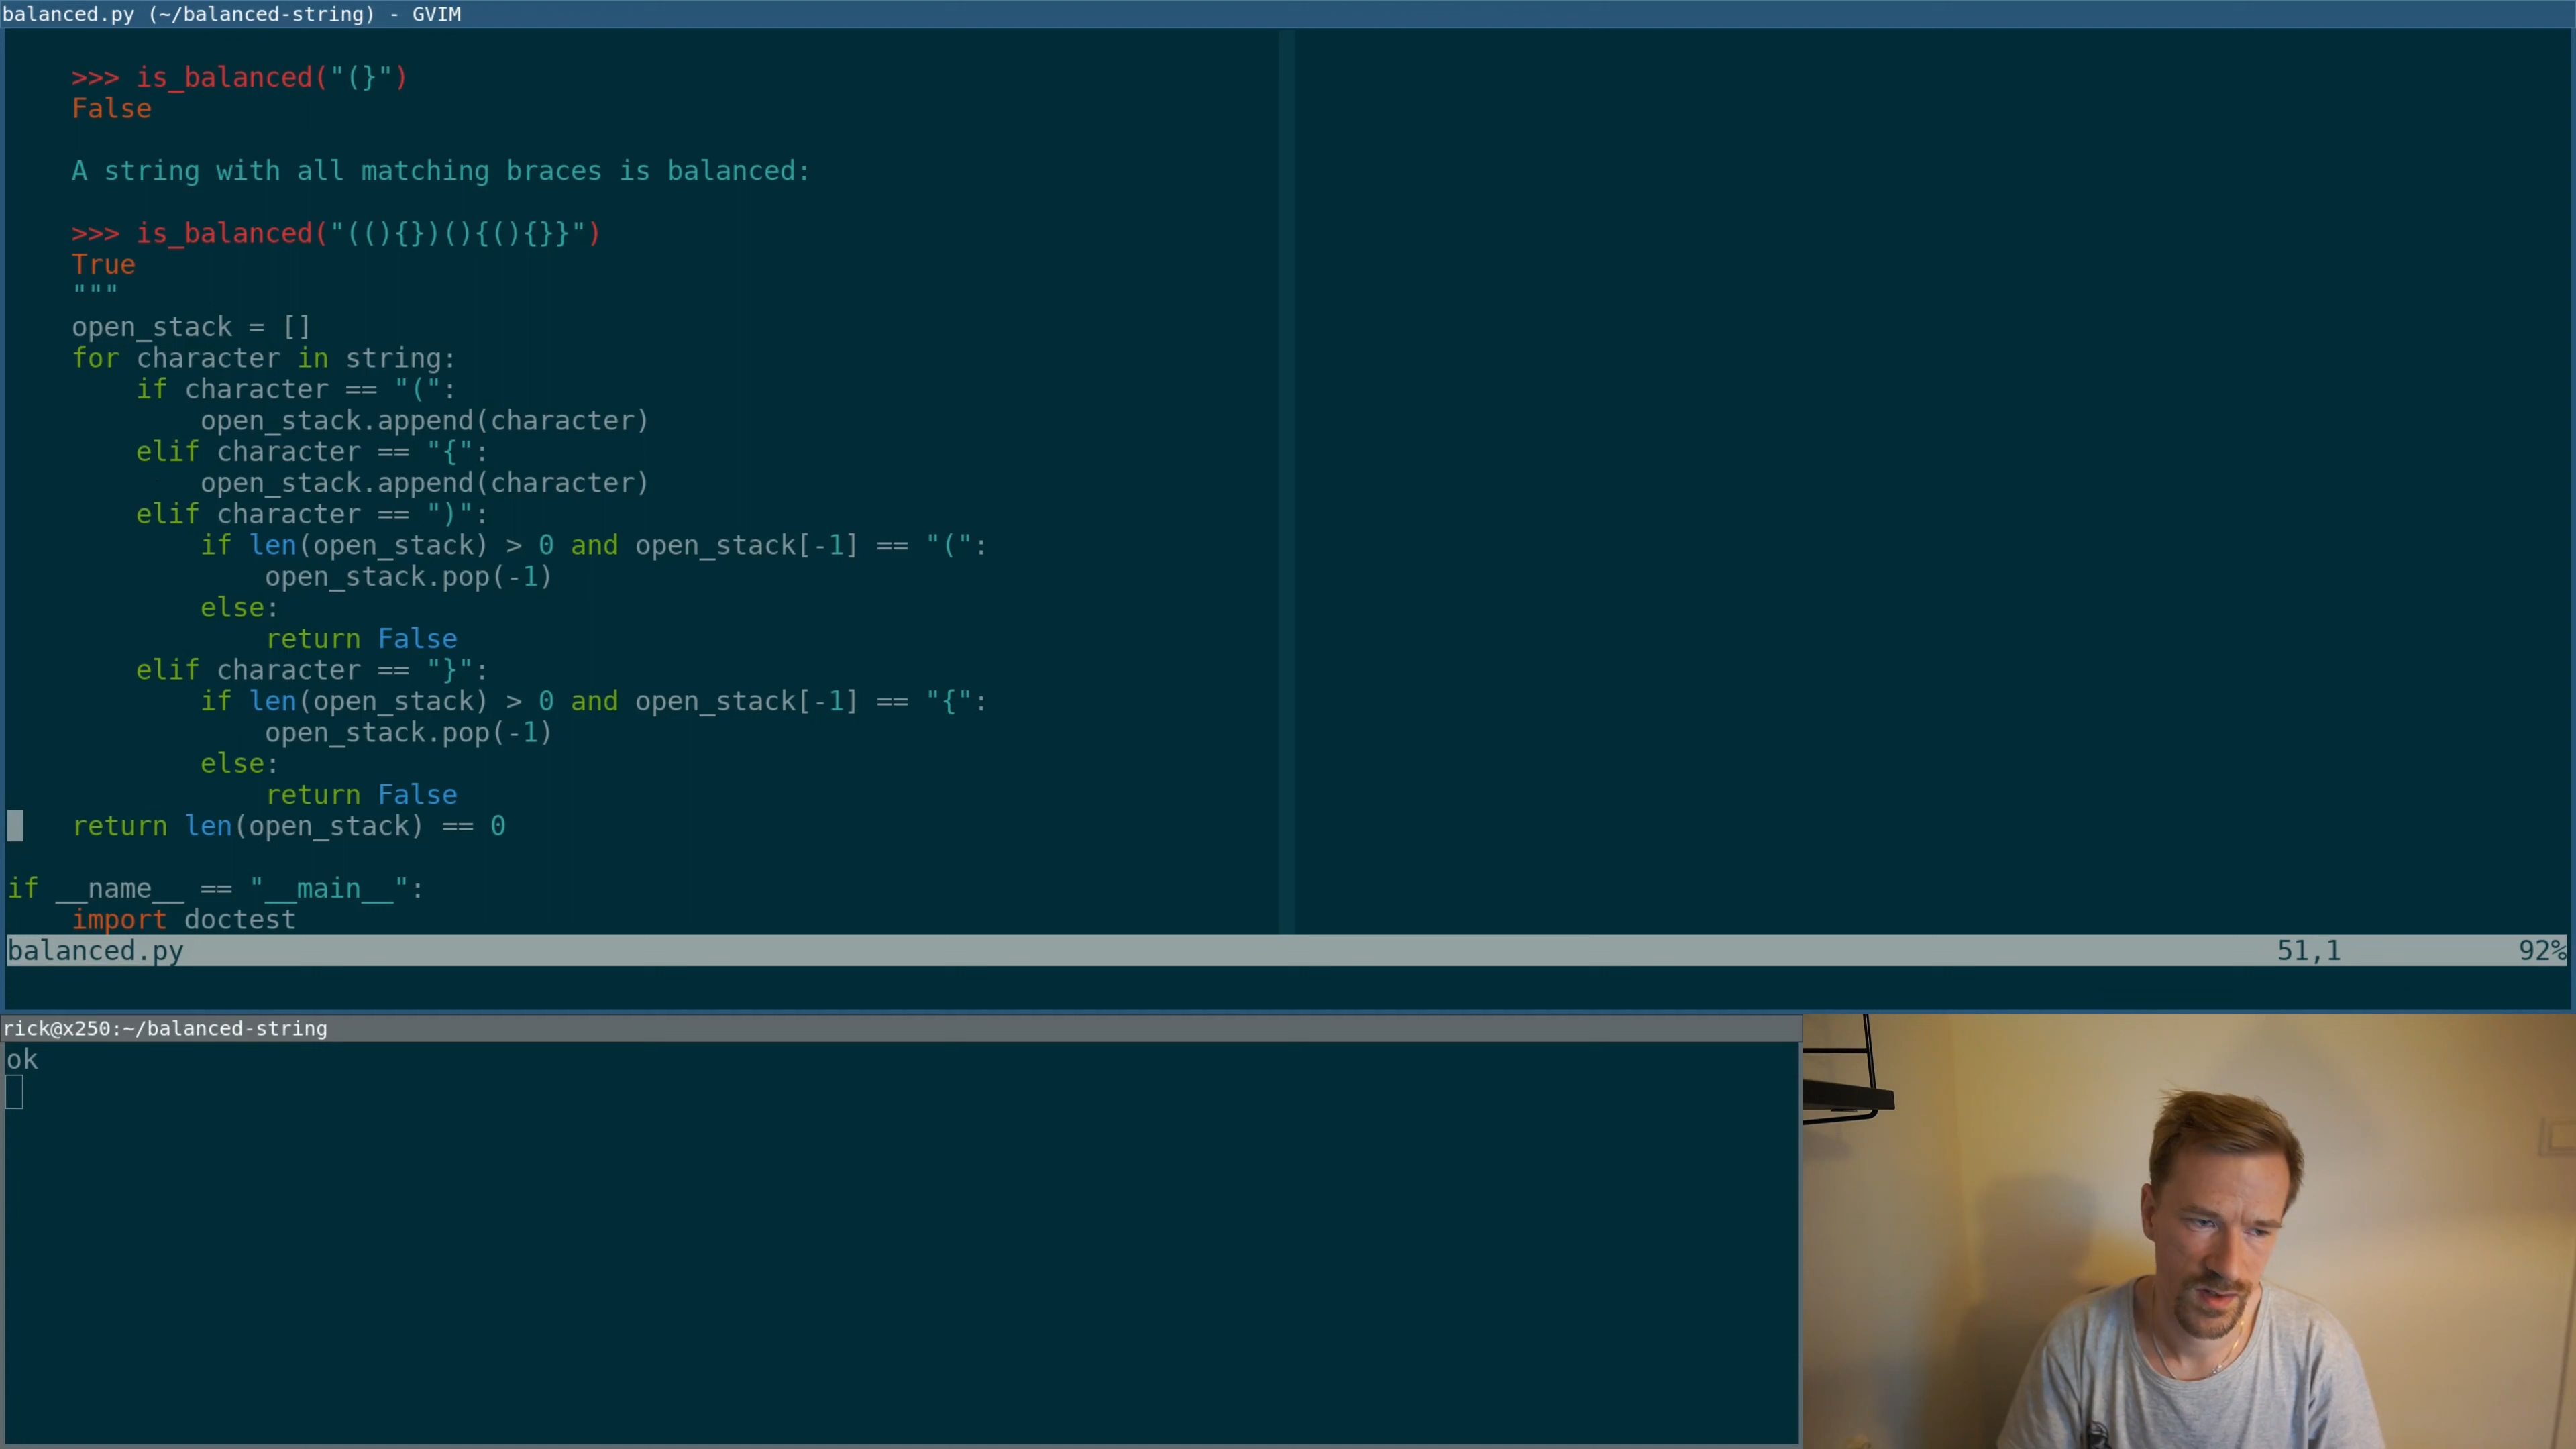 balanced.py (~/balanced-string) - GVIM
>>> is_balanced("(}")
False
A string with all matching braces is balanced:
>>> is_balanced("((){})(){(){}}")
True
"""
open_stack = []
for character in string:
if character == "(":
open_stack.append(character)
elif character == "{":
open_stack.append(character)
elif character == ")":
if len(open_stack) > 0 and open_stack[-1] == "(":
open_stack.pop(-1)
else:
return False
elif character == "}":
if len(open_stack) > 0 and open_stack[-1] == "{":
open_stack.pop(-1)
else:
return False
return len(open_stack) == 0
if __name__ == "__main__":
import doctest
balanced.py 51,1 92%
rick@x250:~/balanced-string
ok